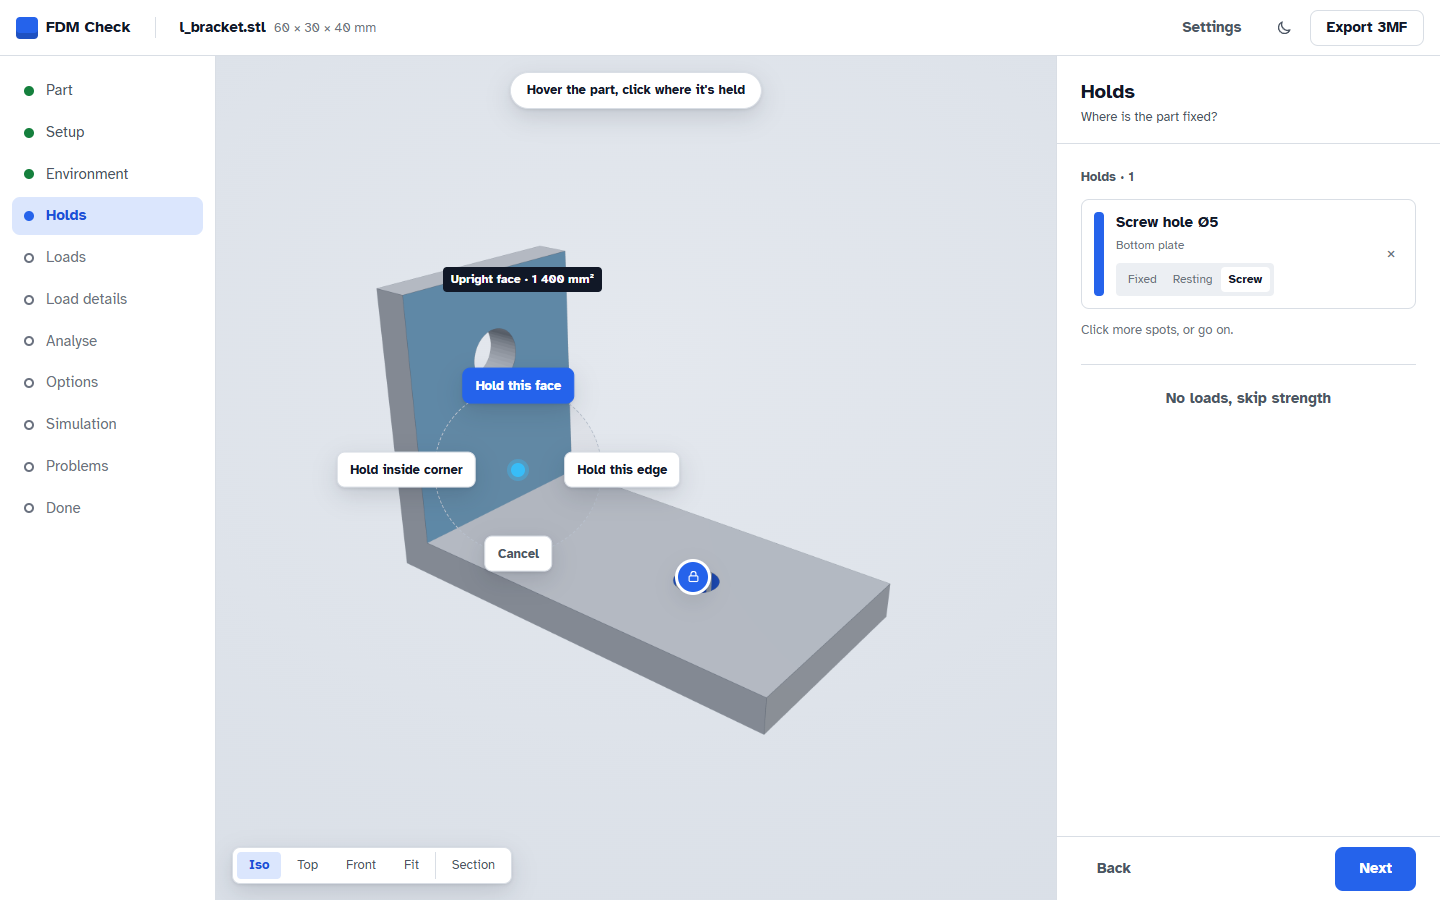 FDM Check
l_bracket.stl 60 × 30 × 40 mm
Settings
Export 3MF
Part
Setup
Environment
Holds
Loads
Load details
Analyse
Options
Simulation
Problems
Done
Hover the part, click where it's held
Upright face · 1 400 mm²
Hold this face
Hold inside corner
Hold this edge
Cancel
Iso
Top
Front
Fit
Section
Holds
Where is the part fixed?
Holds · 1
Screw hole Ø5
Bottom plate
×
Fixed
Resting
Screw
Click more spots, or go on.
No loads, skip strength
Back
Next